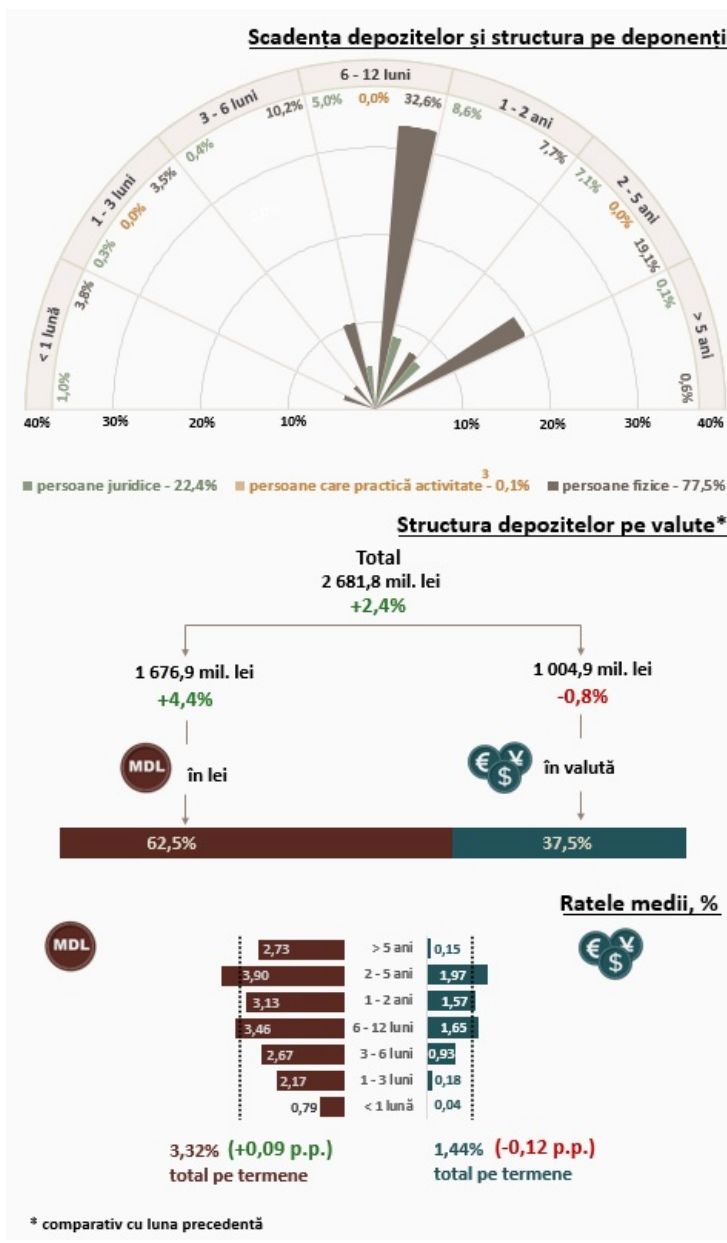 Scadența depozitelor și structura pe deponenți
< 1 lună
1 - 3 luni
3 - 6 luni
6 - 12 luni
1 - 2 ani
2 - 5 ani
> 5 ani
1,0%
3,8%
0,3%
0,0%
3,5%
0,4%
10,2%
5,0%
0,0%
32,6%
8,6%
7,7%
7,1%
0,0%
19,1%
0,1%
0,6%
40% 30% 20% 10% 10% 20% 30% 40%
persoane juridice - 22,4% persoane care practică activitate³ - 0,1% persoane fizice - 77,5%
Structura depozitelor pe valute*
Total
2 681,8 mil. lei
+2,4%
1 676,9 mil. lei 1 004,9 mil. lei
+4,4% -0,8%
MDL în lei € ¥ $ în valută
62,5% 37,5%
Ratele medii, %
MDL € ¥ $
2,73 > 5 ani 0,15
3,90 2 - 5 ani 1,97
3,13 1 - 2 ani 1,57
3,46 6 - 12 luni 1,65
2,67 3 - 6 luni 0,93
2,17 1 - 3 luni 0,18
0,79 < 1 lună 0,04
3,32% (+0,09 p.p.) 1,44% (-0,12 p.p.)
total pe termene total pe termene
* comparativ cu luna precedentă